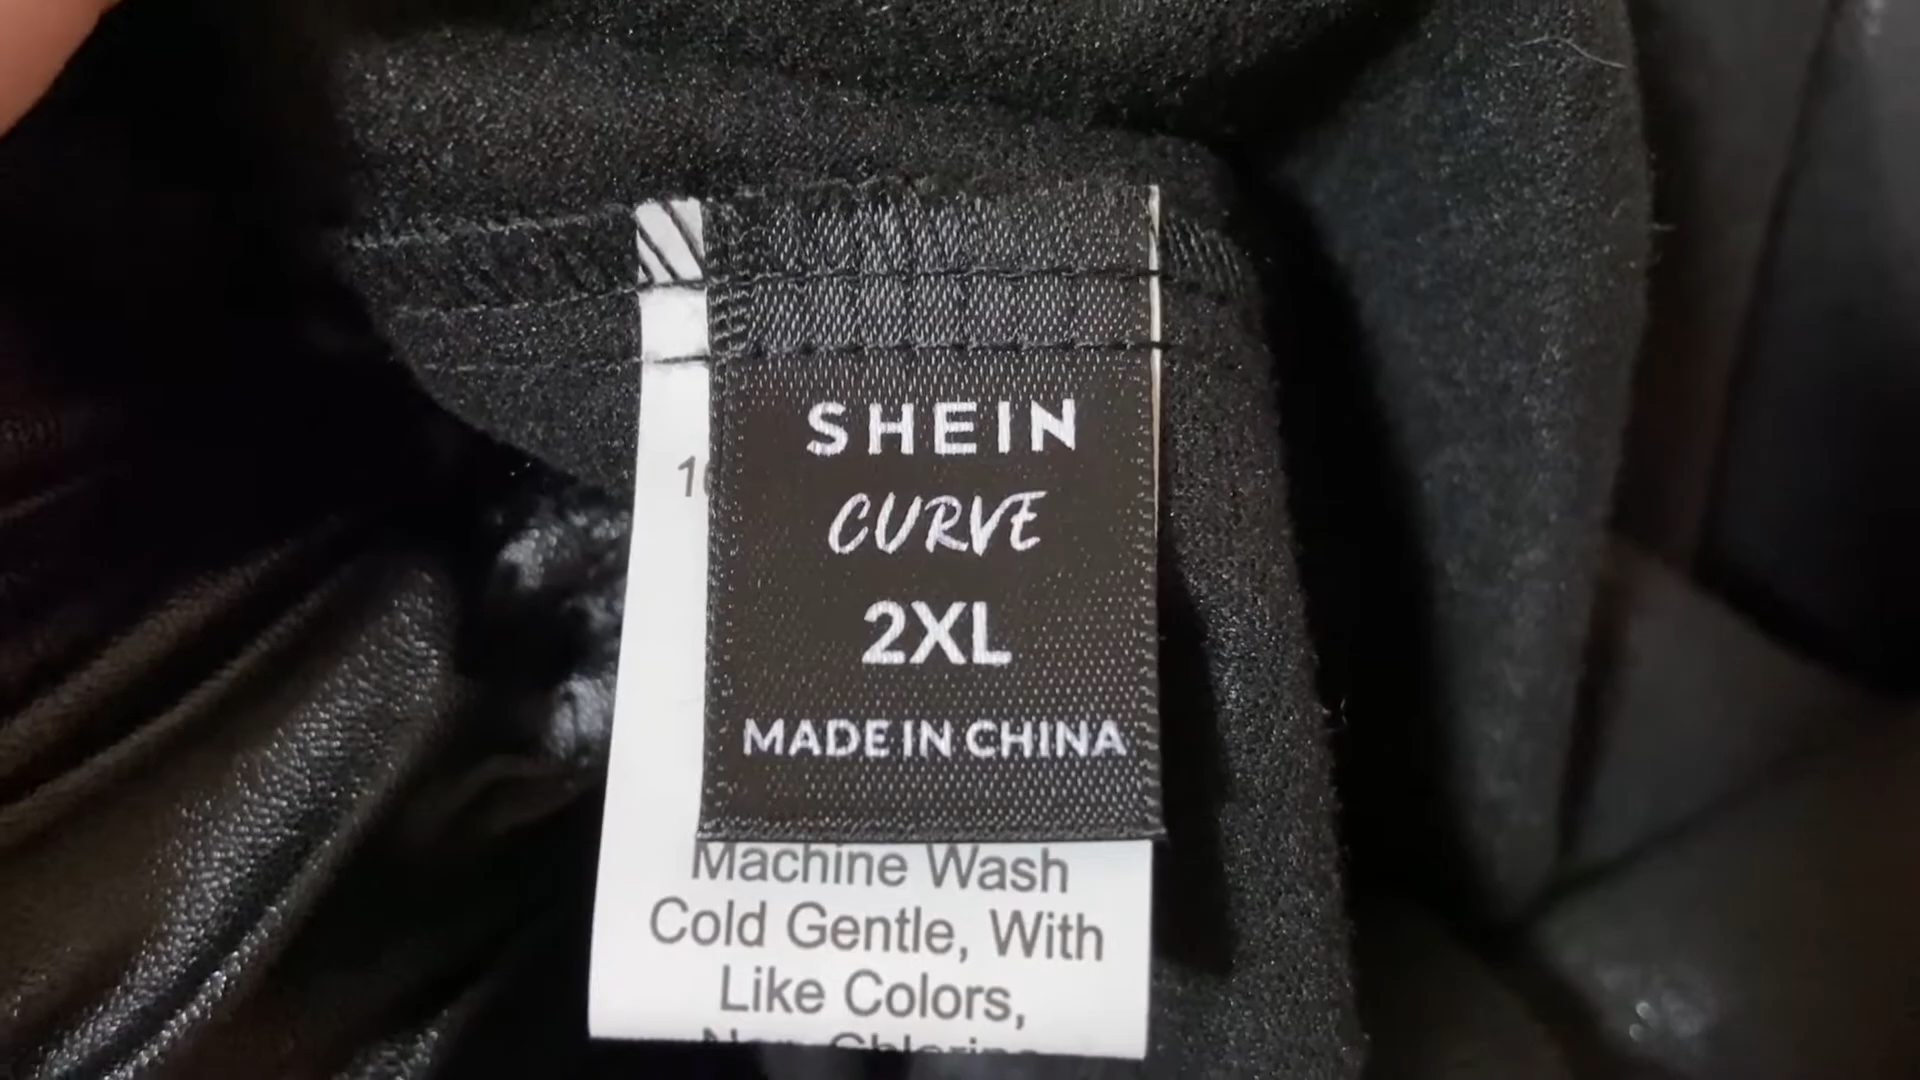 SHEIN
CURVE
2XL
MADE IN CHINA
Machine Wash
Cold Gentle, With
Like Colors,